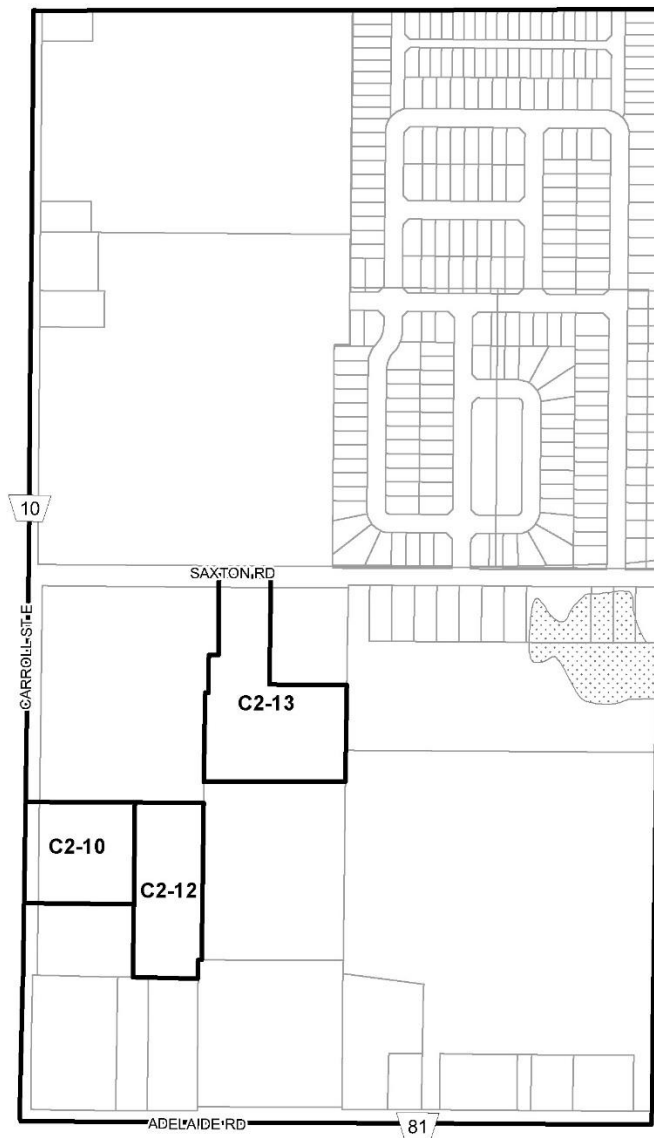 10
SAXTON RD
CARROLL ST E
C2-13
C2-10
C2-12
ADELAIDE RD
81